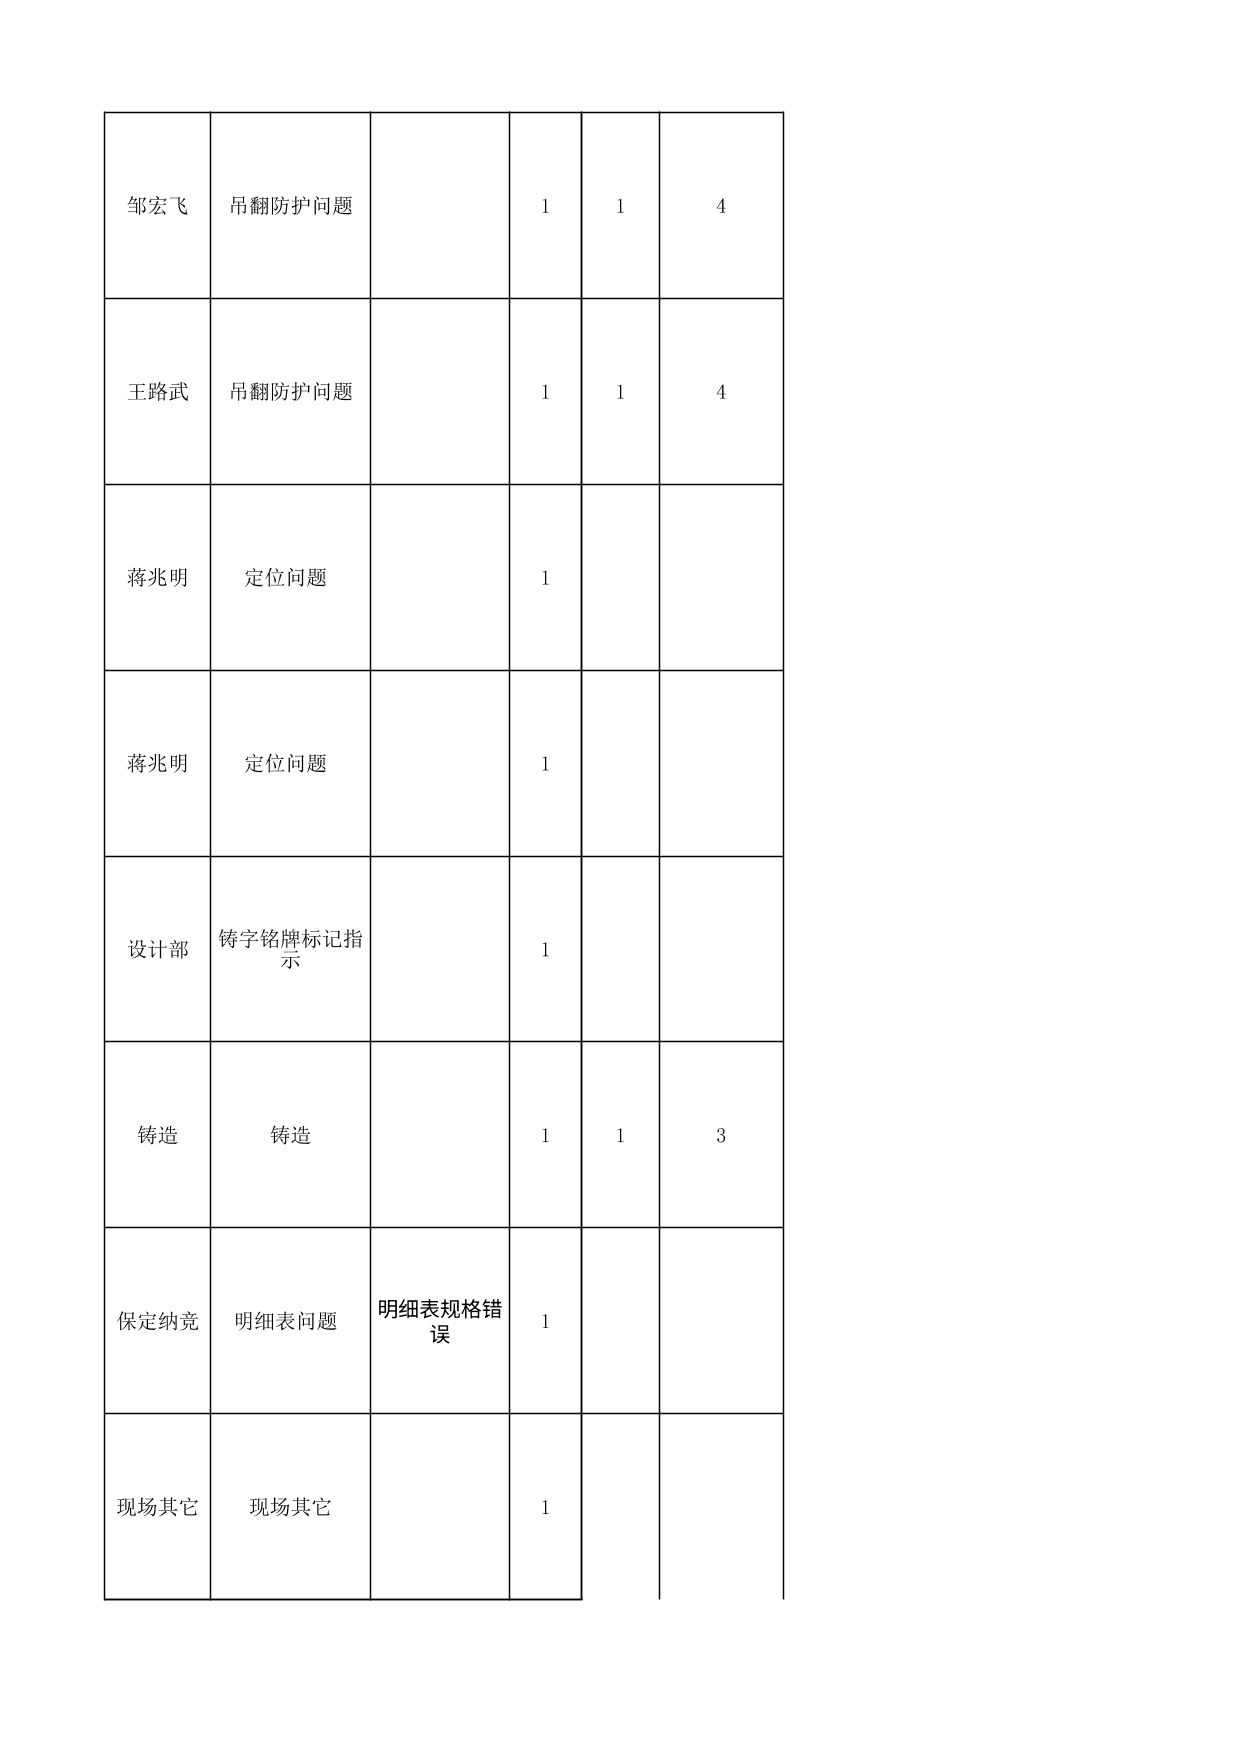 邹宏飞 吊翻防护问题 1 1 4
王路武 吊翻防护问题 1 1 4
蒋兆明 定位问题 1
蒋兆明 定位问题 1
设计部 铸字铭牌标记指
示 1
铸造 铸造 1 1 3
保定纳竞 明细表问题 明细表规格错
误 1
现场其它 现场其它 1